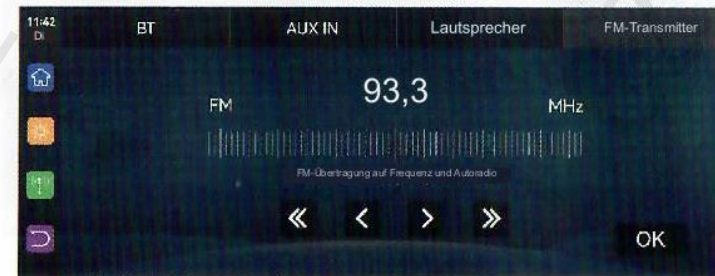 11:42
Di
BT
AUX IN
Lautsprecher
FM-Transmitter
93,3
FM
MHz
FM-Übertragung auf Frequenz und Autoradio
OK